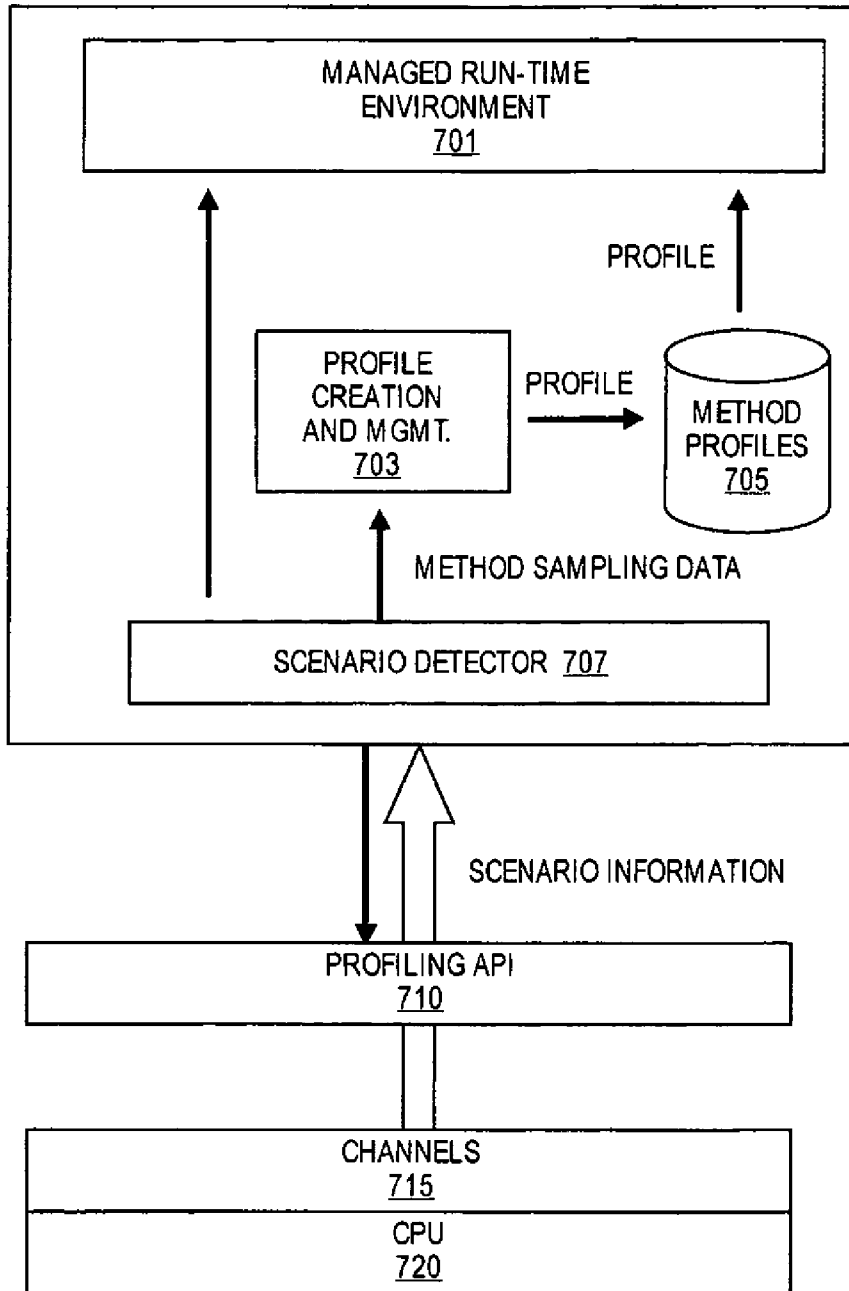 MANAGED RUN-TIME
ENVIRONMENT
701
PROFILE
PROFILE
CREATION
AND MGMT.
703
PROFILE
METHOD
PROFILES
705
METHOD SAMPLING DATA
SCENARIO DETECTOR 707
SCENARIO INFORMATION
PROFILING API
710
CHANNELS
715
CPU
720